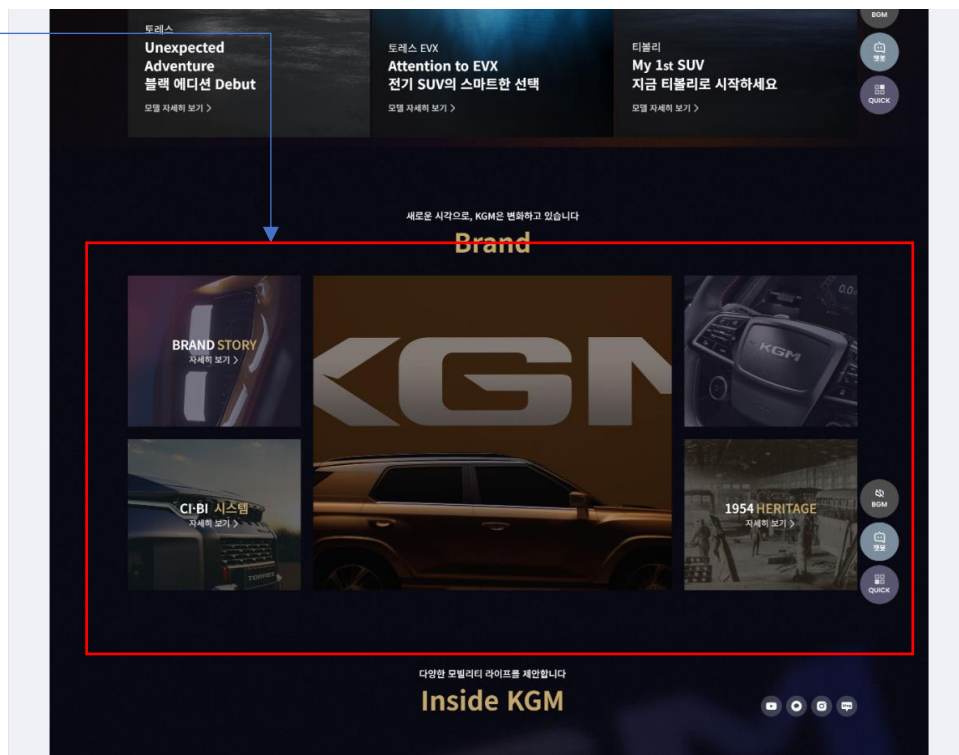 토레스
Unexpected
Adventure
블랙 에디션 Debut
모델 자세히 보기 >
토레스 EVX
Attention to EVX
전기 SUV의 스마트한 선택
모델 자세히 보기 >
티볼리
My 1st SUV
지금 티볼리로 시작하세요
모델 자세히 보기 >
BGM
챗봇
QUICK
새로운 시각으로, KGM은 변화하고 있습니다
Brand
BRAND STORY
자세히 보기 >
KGM
KGM
CI·BI 시스템
자세히 보기 >
TORRES
1954 HERITAGE
자세히 보기 >
BGM
챗봇
QUICK
다양한 모빌리티 라이프를 제안합니다
Inside KGM